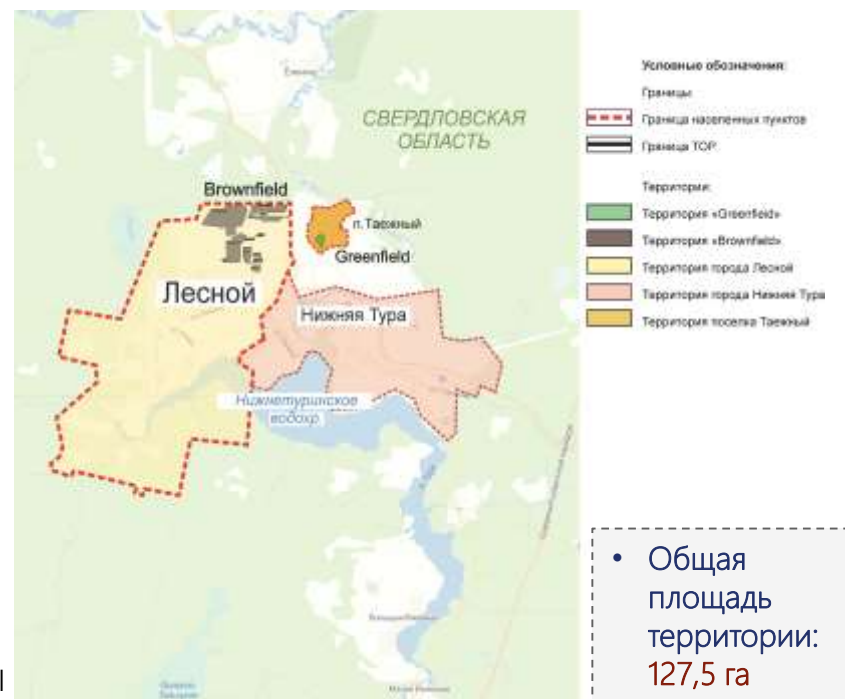 Елкино
СВЕРДЛОВСКАЯ
ОБЛАСТЬ
Brownfield
п. Таежный
Greenfield
Лесной
Нижняя Тура
Нижнетуринское
водохр.
Условные обозначения:
Границы:
Граница населенных пунктов
Граница ТОР
Территории:
Территория «Greenfield»
Территория «Brownfield»
Территория города Лесной
Территория города Нижняя Тура
Территория поселка Таежный
• Общая
площадь
территории:
127,5 га